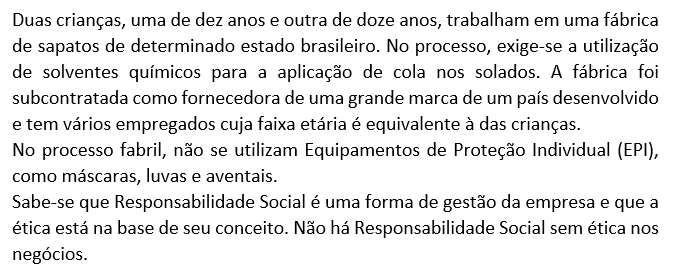 Duas crianças, uma de dez anos e outra de doze anos, trabalham em uma fábrica
de sapatos de determinado estado brasileiro. No processo, exige-se a utilização
de solventes químicos para a aplicação de cola nos solados. A fábrica foi
subcontratada como fornecedora de uma grande marca de um país desenvolvido
e tem vários empregados cuja faixa etária é equivalente à das crianças.
No processo fabril, não se utilizam Equipamentos de Proteção Individual (EPI),
como máscaras, luvas e aventais.
Sabe-se que Responsabilidade Social é uma forma de gestão da empresa e que a
ética está na base de seu conceito. Não há Responsabilidade Social sem ética nos
negócios.